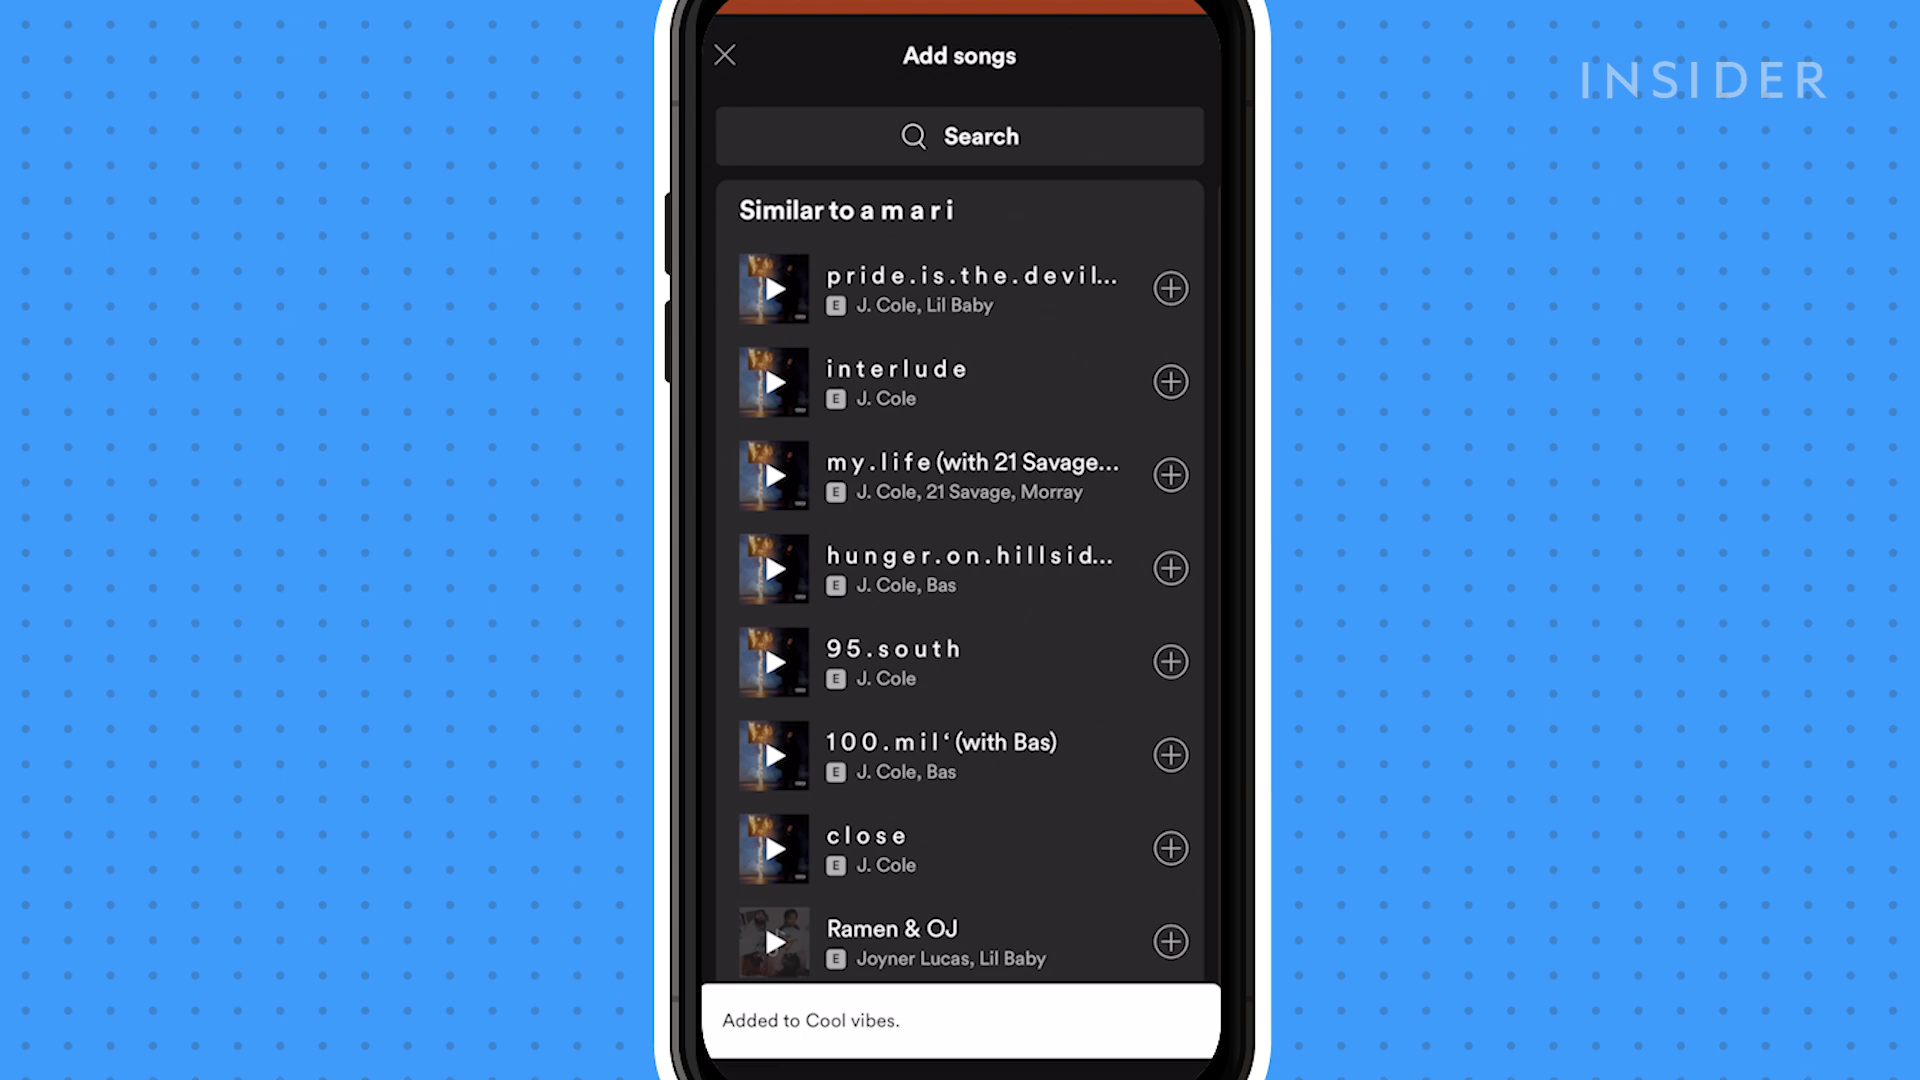 Add songs
INSIDER
Search
Similar to a m a r i
p r i d e . i s . t h e . d e v i l...
E J. Cole, Lil Baby
i n t e r l u d e
E J. Cole
m y . l i f e (with 21 Savage...
E J. Cole, 21 Savage, Morray
h u n g e r . o n . h i l l s i d...
E J. Cole, Bas
9 5 . s o u t h
E J. Cole
1 0 0 . m i l ‘ (with Bas)
E J. Cole, Bas
c l o s e
E J. Cole
Ramen & OJ
E Joyner Lucas, Lil Baby
Added to Cool vibes.